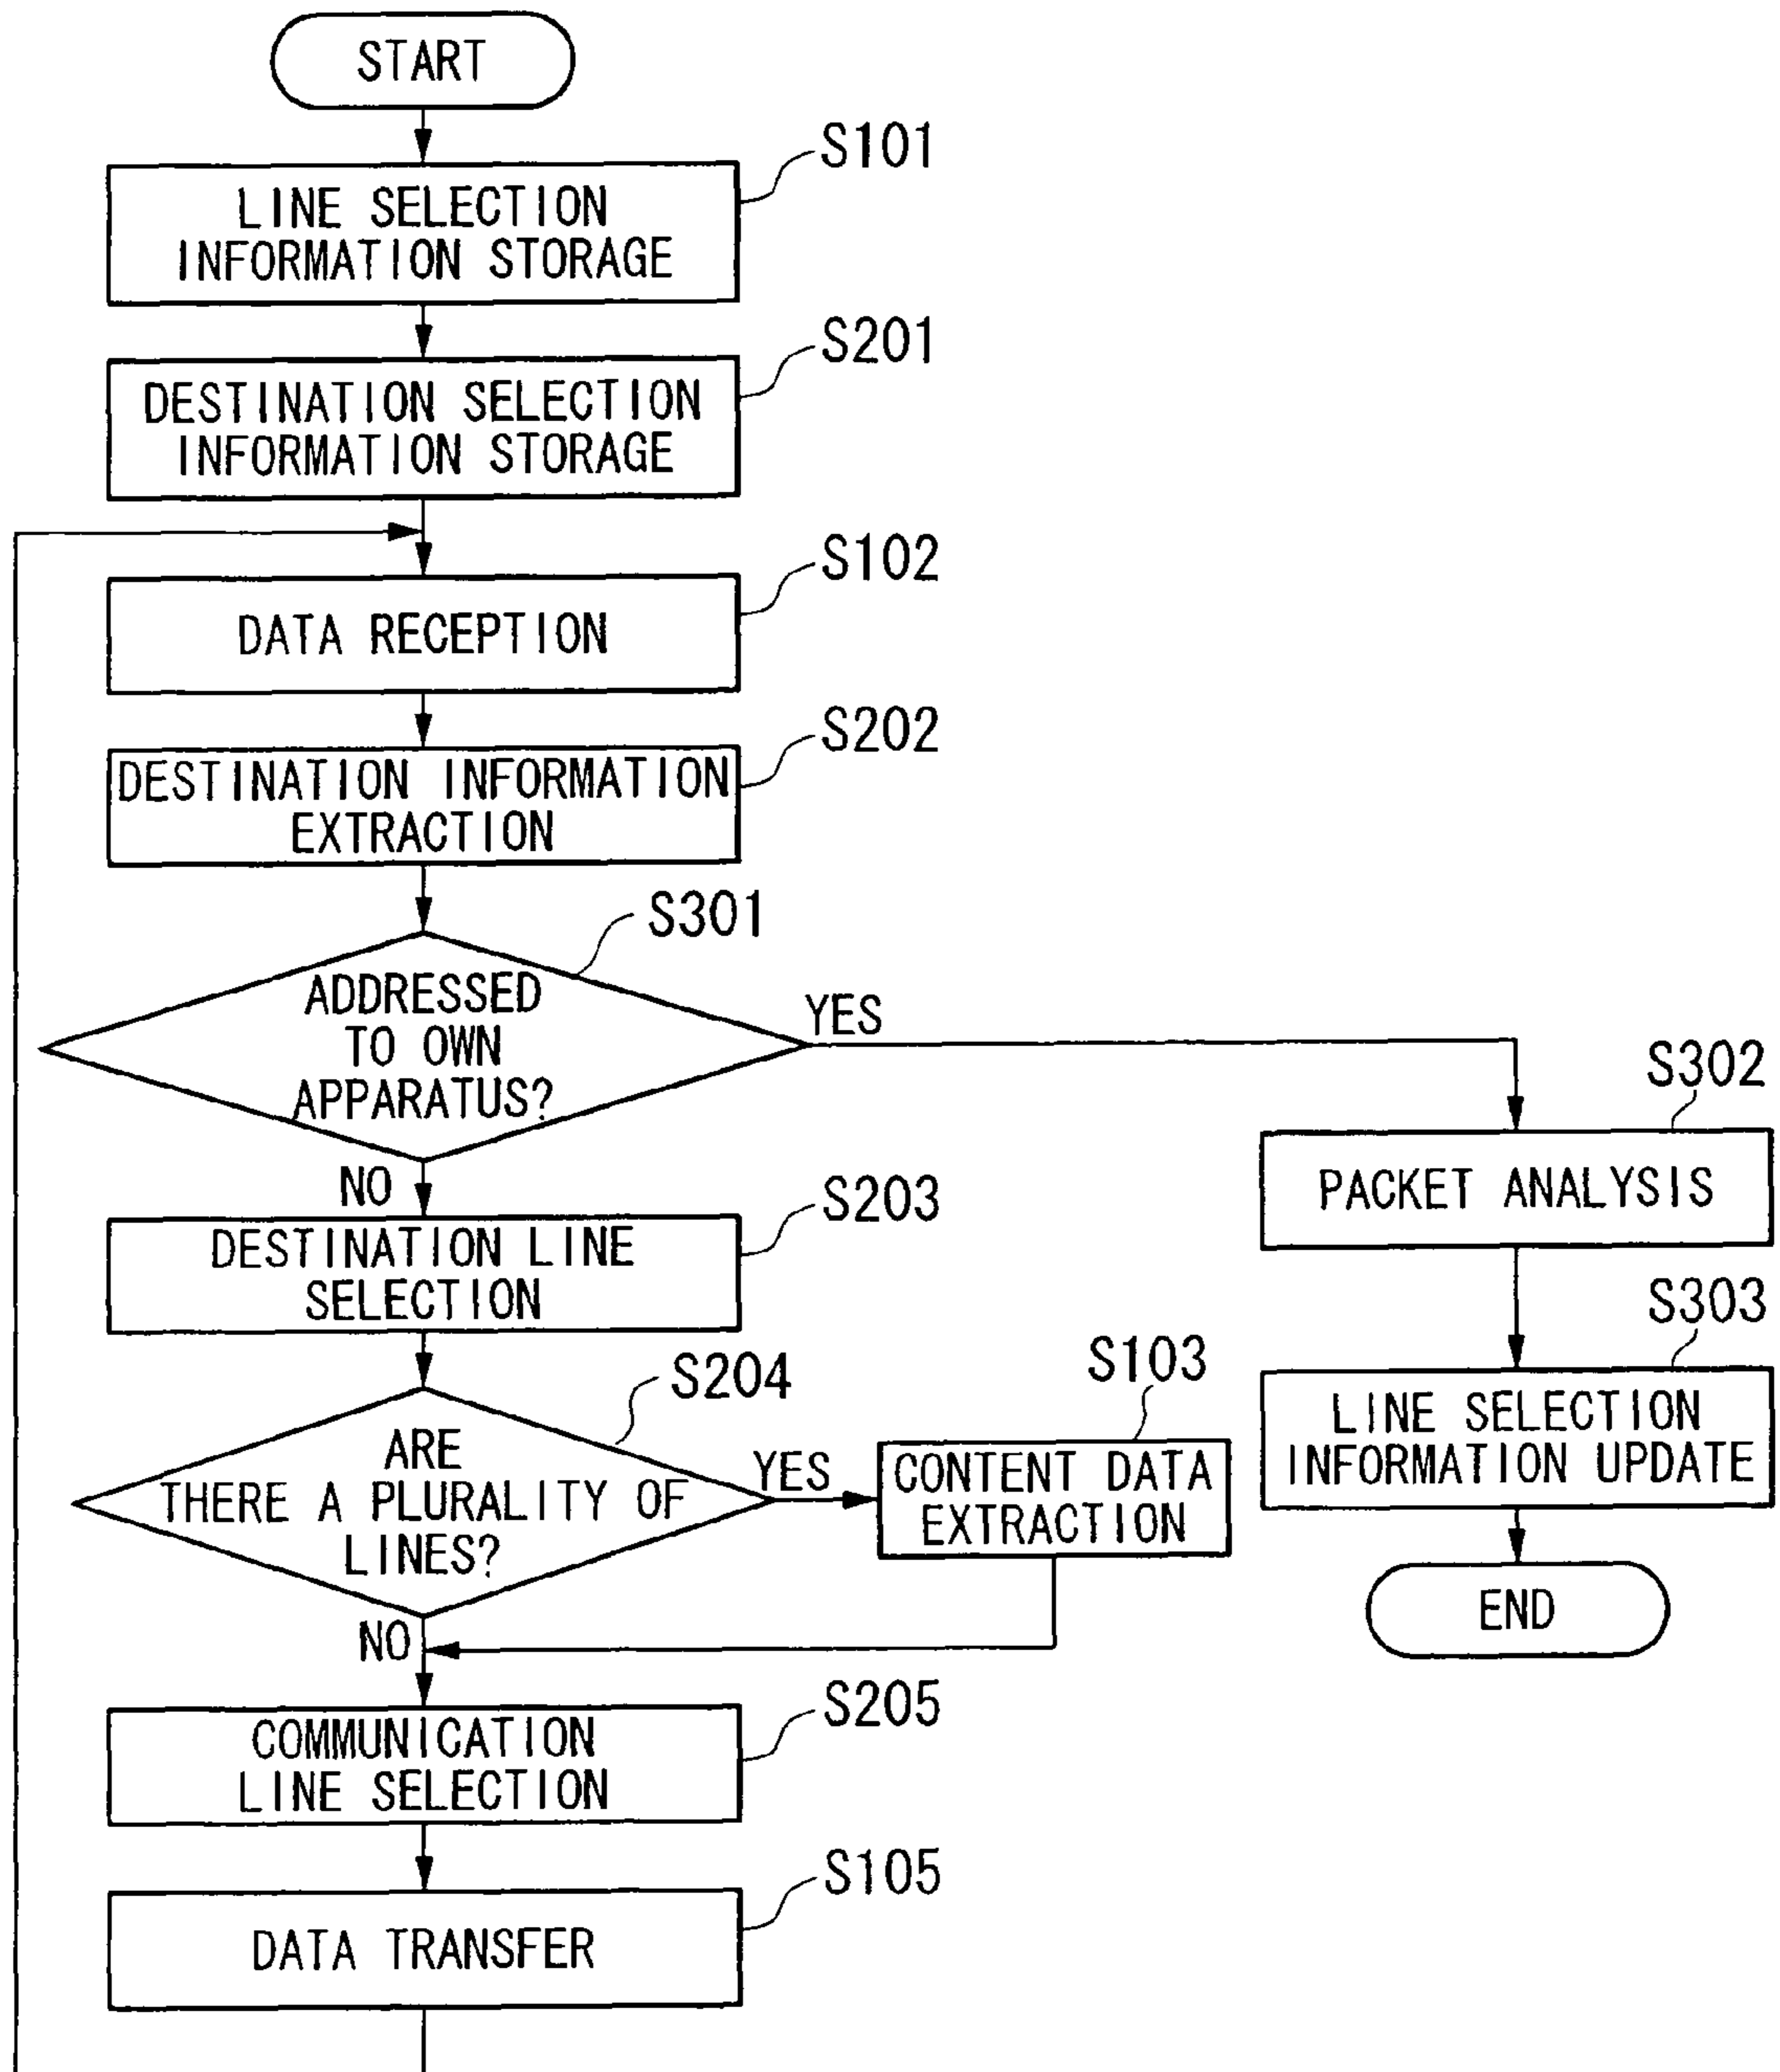 START
S101
LINE SELECTION
INFORMATION STORAGE
S201
DESTINATION SELECTION
INFORMATION STORAGE
S102
DATA RECEPTION
S202
DESTINATION INFORMATION
EXTRACTION
S301
ADDRESSED
TO OWN
APPARATUS?
YES
NO
S302
PACKET ANALYSIS
S203
DESTINATION LINE
SELECTION
S303
LINE SELECTION
INFORMATION UPDATE
S204
ARE
THERE A PLURALITY OF
LINES?
YES
S103
CONTENT DATA
EXTRACTION
END
NO
S205
COMMUNICATION
LINE SELECTION
S105
DATA TRANSFER